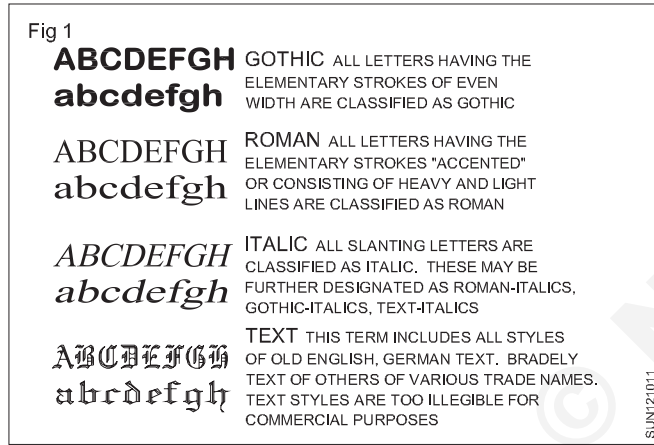 Fig 1
ABCDEFGH
abcdefgh
GOTHIC ALL LETTERS HAVING THE
ELEMENTARY STROKES OF EVEN
WIDTH ARE CLASSIFIED AS GOTHIC
ABCDEFGH
abcdefgh
ROMAN ALL LETTERS HAVING THE
ELEMENTARY STROKES "ACCENTED"
OR CONSISTING OF HEAVY AND LIGHT
LINES ARE CLASSIFIED AS ROMAN
ABCDEFGH
abcdefgh
ITALIC ALL SLANTING LETTERS ARE
CLASSIFIED AS ITALIC. THESE MAY BE
FURTHER DESIGNATED AS ROMAN-ITALICS,
GOTHIC-ITALICS, TEXT-ITALICS
ABCDEFGH
abcdefgh
TEXT THIS TERM INCLUDES ALL STYLES
OF OLD ENGLISH, GERMAN TEXT. BRADELY
TEXT OF OTHERS OF VARIOUS TRADE NAMES.
TEXT STYLES ARE TOO ILLEGIBLE FOR
COMMERCIAL PURPOSES
SUN121011
©